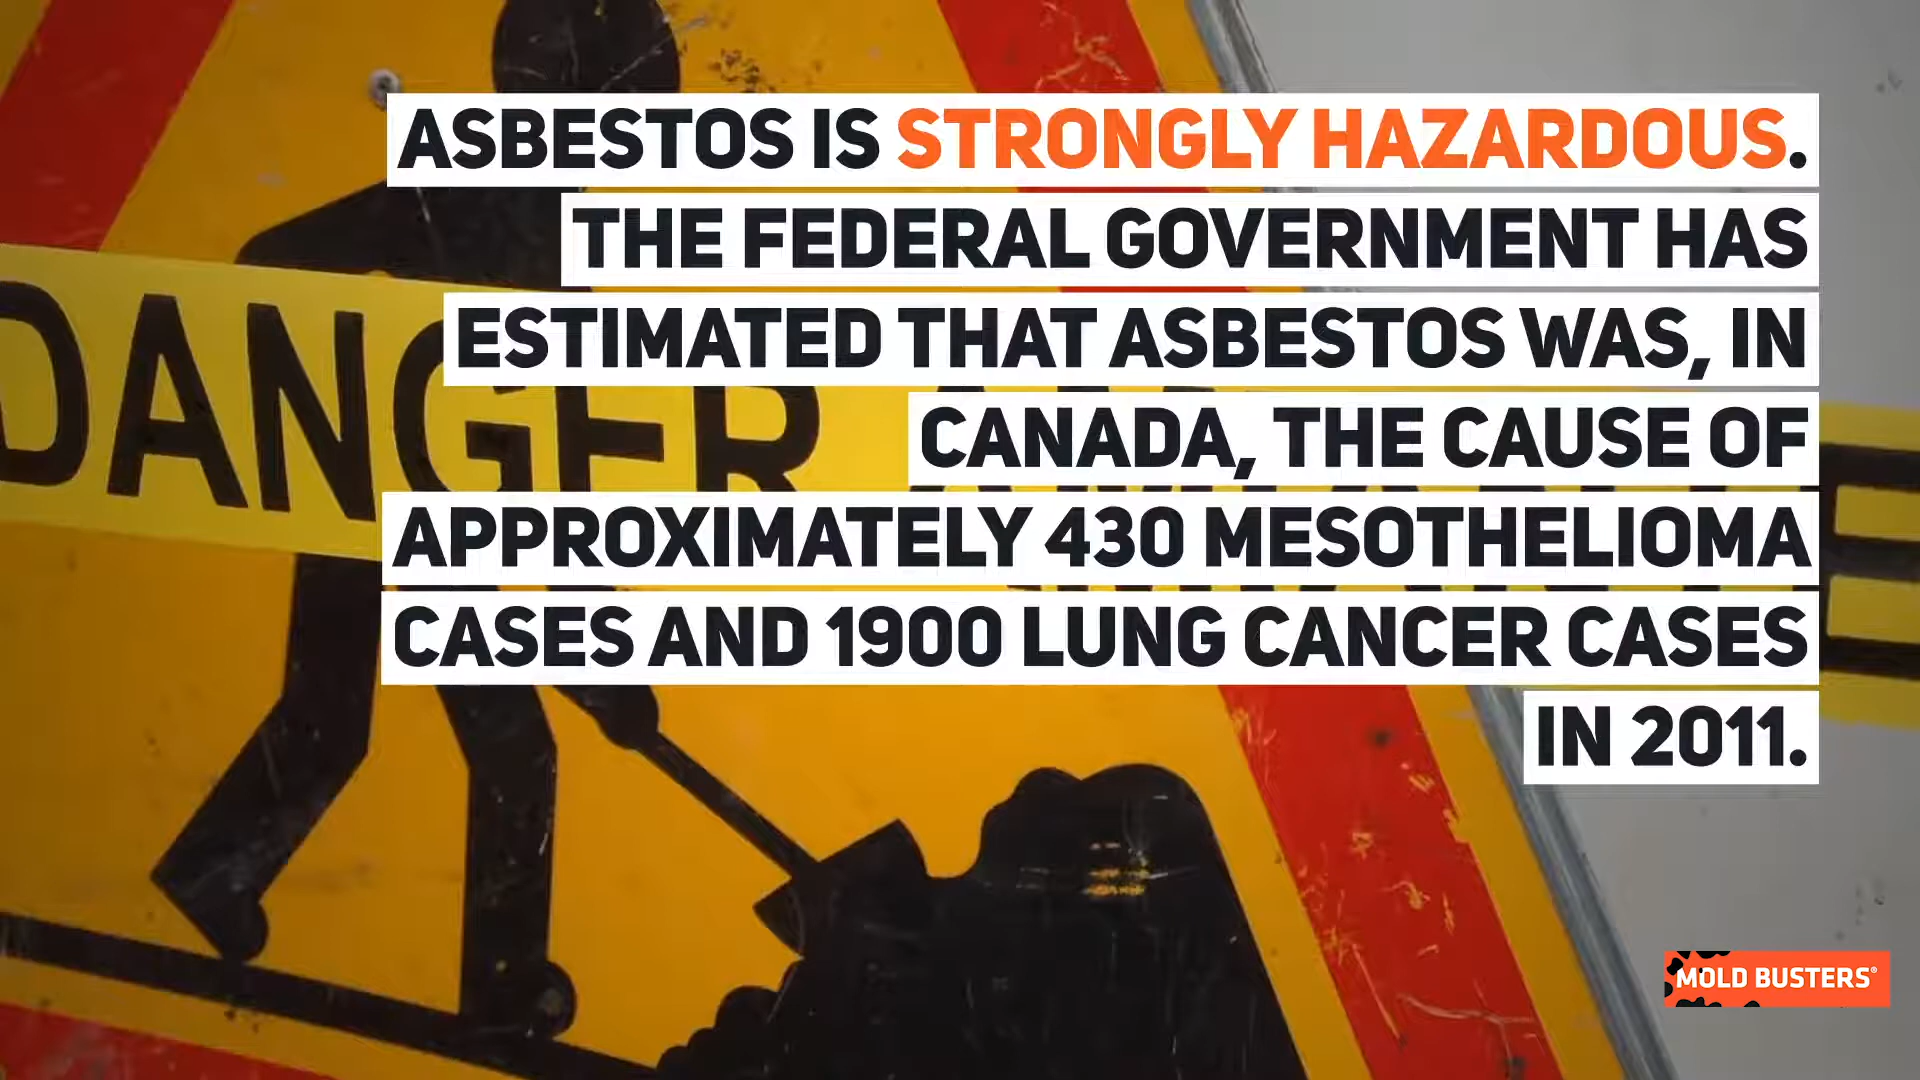 ASBESTOS IS STRONGLY HAZARDOUS.
THE FEDERAL GOVERNMENT HAS
ESTIMATED THAT ASBESTOS WAS, IN
CANADA, THE CAUSE OF
APPROXIMATELY 430 MESOTHELIOMA
CASES AND 1900 LUNG CANCER CASES
IN 2011.
DANGER
MOLD BUSTERS®